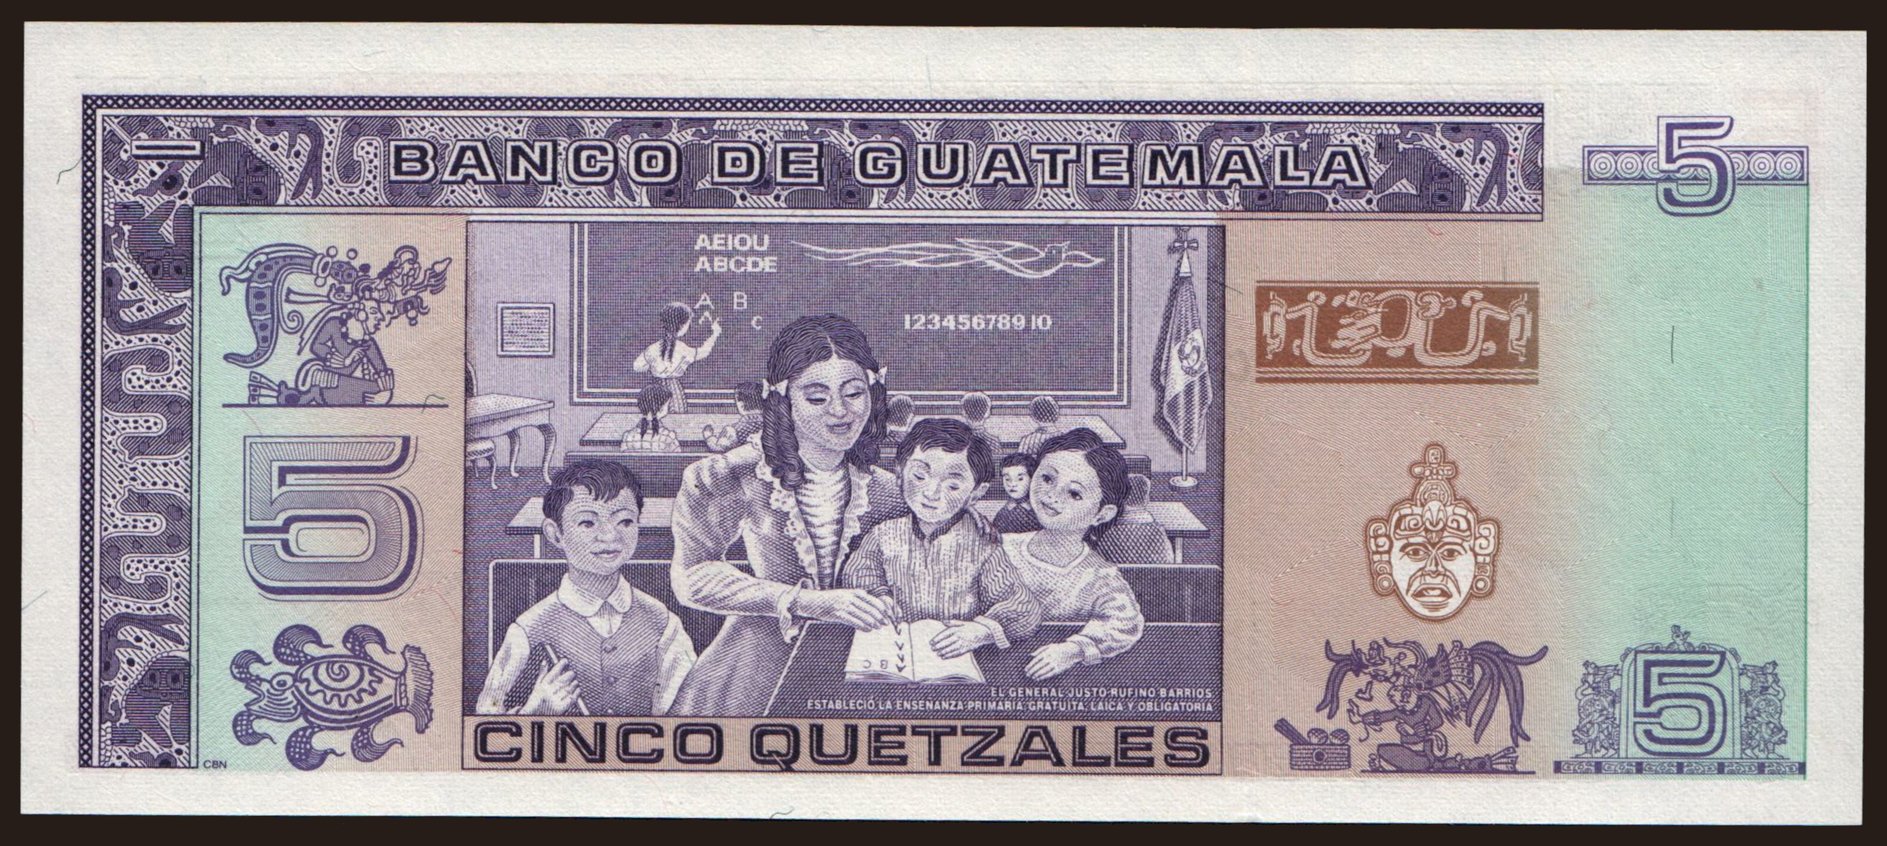 BANCO DE GUATEMALA
5
AEIOU
ABCDE
A B
A C
12345678910
5
B C
EL GENERAL JUSTO RUFINO BARRIOS
ESTABLECIÓ LA ENSEÑANZA PRIMARIA, GRATUITA, LAICA Y OBLIGATORIA
5
CINCO QUETZALES
CBN